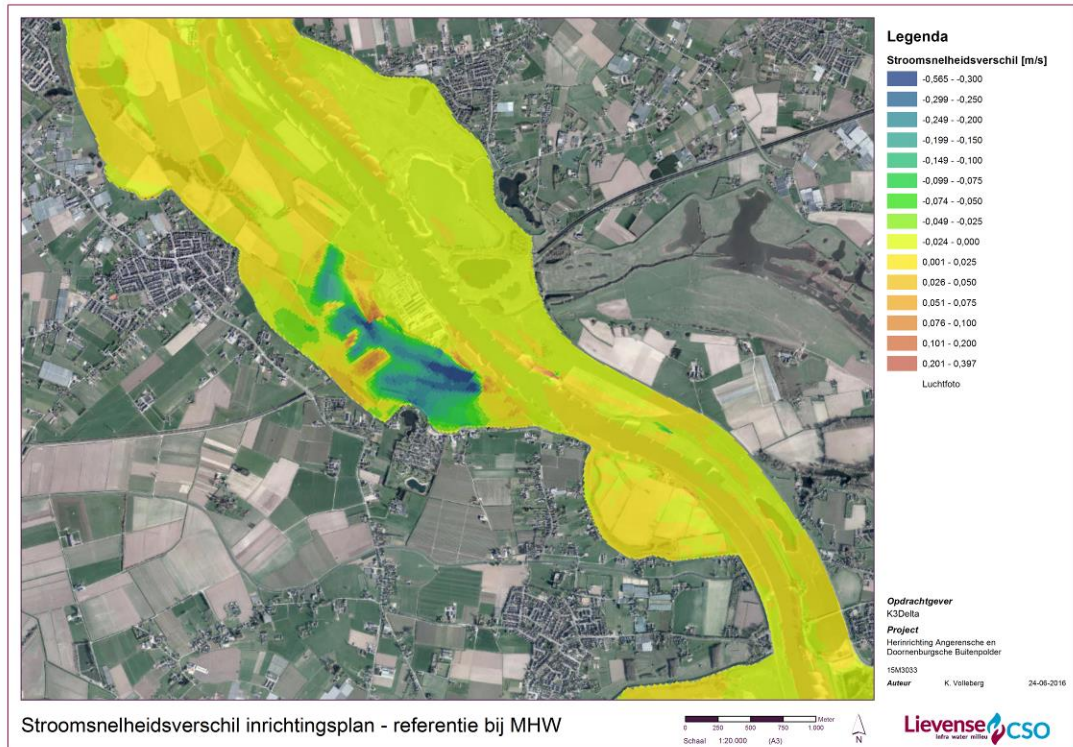 Legenda
Stroomsnelheidsverschil [m/s]
-0,565 - -0,300
-0,299 - -0,250
-0,249 - -0,200
-0,199 - -0,150
-0,149 - -0,100
-0,099 - -0,075
-0,074 - -0,050
-0,049 - -0,025
-0,024 - 0,000
0,001 - 0,025
0,026 - 0,050
0,051 - 0,075
0,076 - 0,100
0,101 - 0,200
0,201 - 0,397
Luchtfoto
Opdrachtgever
K3Delta
Project
Herinrichting Angerensche en
Doornenburgsche Buitenpolder
15M3033
Auteur K. Volleberg 24-06-2016
Stroomsnelheidsverschil inrichtingsplan - referentie bij MHW
0 250 500 750 1.000 Meter
Schaal 1:20.000 (A3)
N
Lievense CSO
infra water milieu